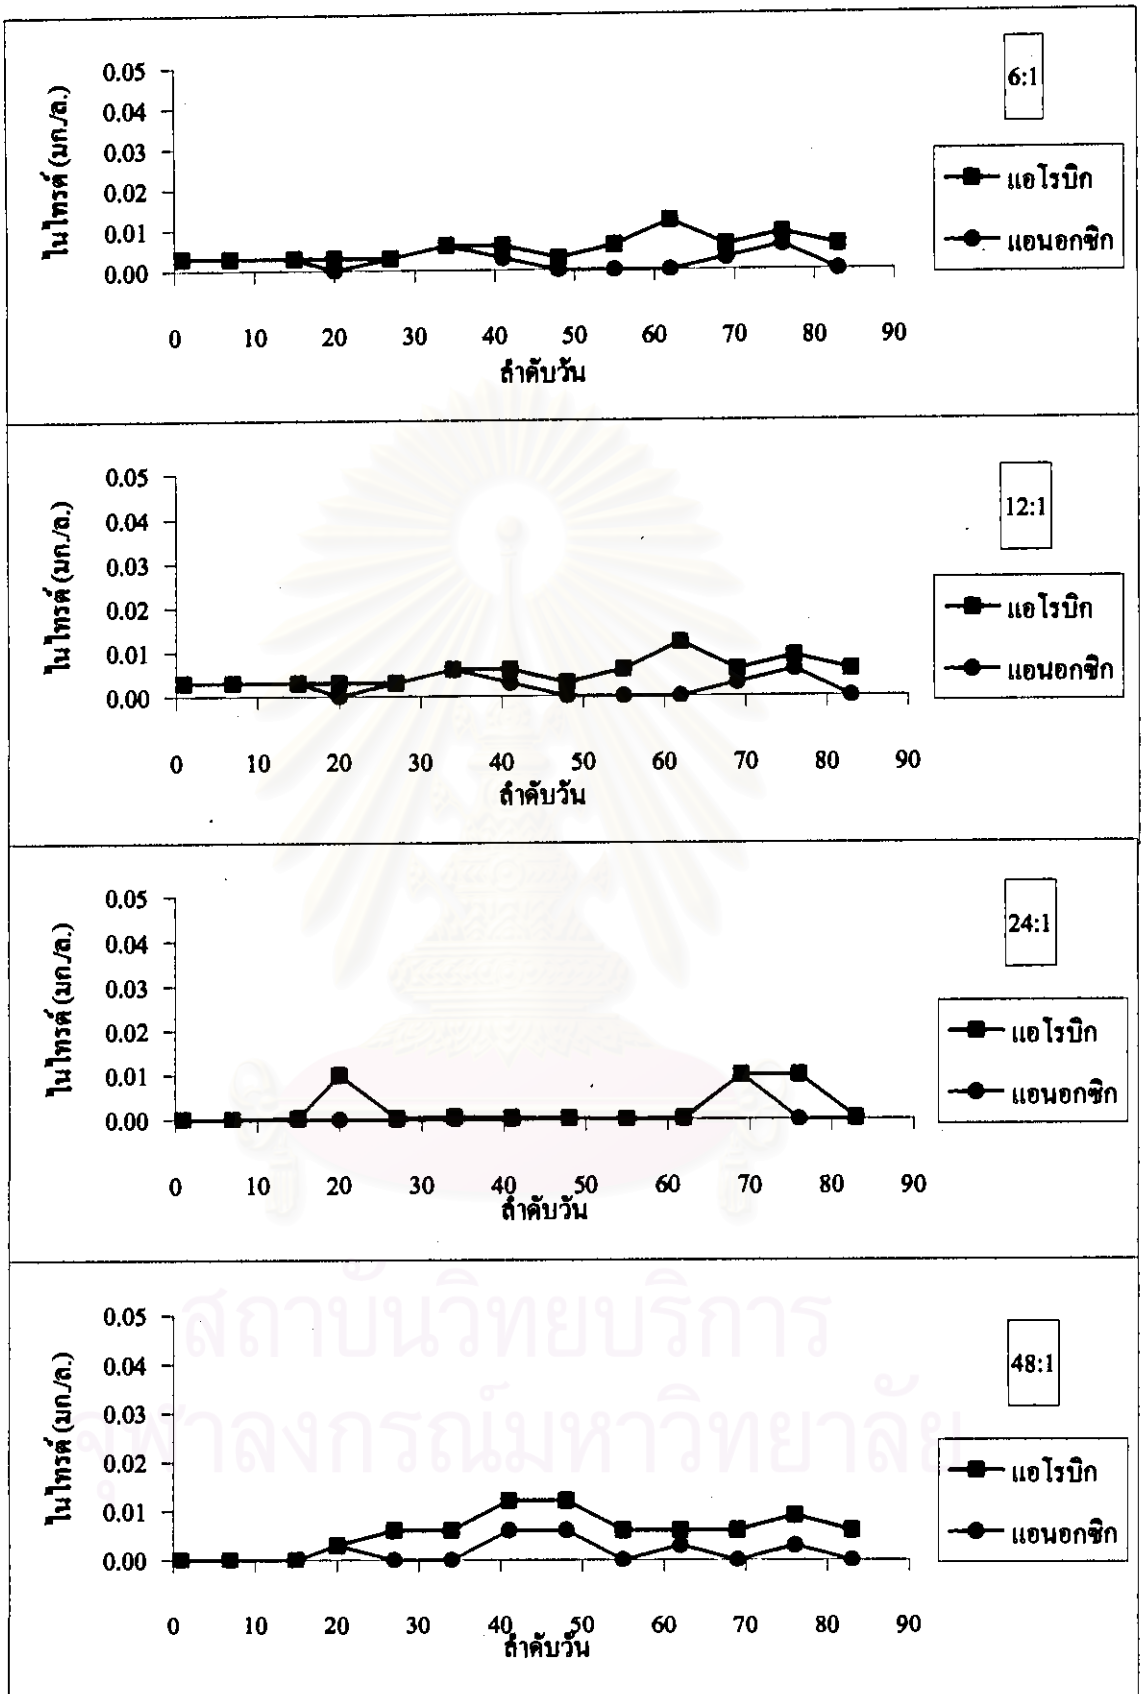 6:1
ไนไทรต์ (มก./ล.)
0.05
0.04
0.03
0.02
0.01
0.00
0 10 20 30 40 50 60 70 80 90
ลำดับวัน
แอโรบิก
แอนอกซิก
12:1
ไนไทรต์ (มก./ล.)
0.05
0.04
0.03
0.02
0.01
0.00
0 10 20 30 40 50 60 70 80 90
ลำดับวัน
แอโรบิก
แอนอกซิก
24:1
ไนไทรต์ (มก./ล.)
0.05
0.04
0.03
0.02
0.01
0.00
0 10 20 30 40 50 60 70 80 90
ลำดับวัน
แอโรบิก
แอนอกซิก
สถาบันวิทยบริการ
จุฬาลงกรณ์มหาวิทยาลัย
48:1
ไนไทรต์ (มก./ล.)
0.05
0.04
0.03
0.02
0.01
0.00
0 10 20 30 40 50 60 70 80 90
ลำดับวัน
แอโรบิก
แอนอกซิก